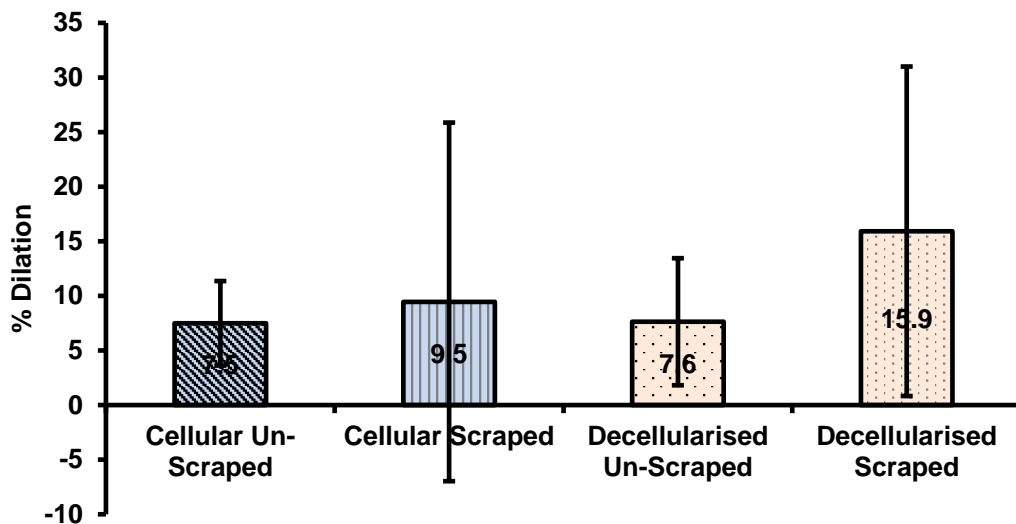 % Dilation
35
30
25
20
15
10
5
0
-5
-10
7.5
9.5
7.6
15.9
Cellular Un-
Scraped
Cellular Scraped
Decellularised
Un-Scraped
Decellularised
Scraped